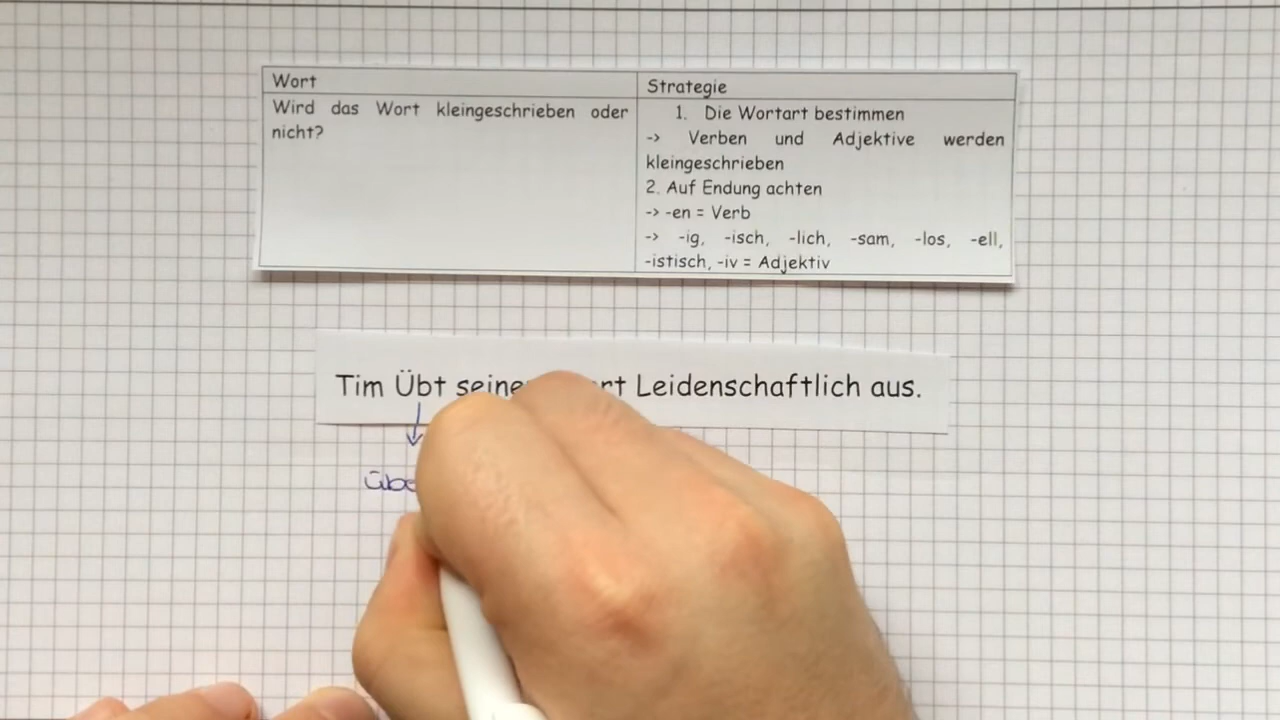 Wort
Wird das Wort kleingeschrieben oder
nicht?
Strategie
1. Die Wortart bestimmen
-> Verben und Adjektive werden
kleingeschrieben
2. Auf Endung achten
-> -en = Verb
-> -ig, -isch, -lich, -sam, -los, -ell,
-istisch, -iv = Adjektiv
Tim Übt Leidenschaftlich aus.